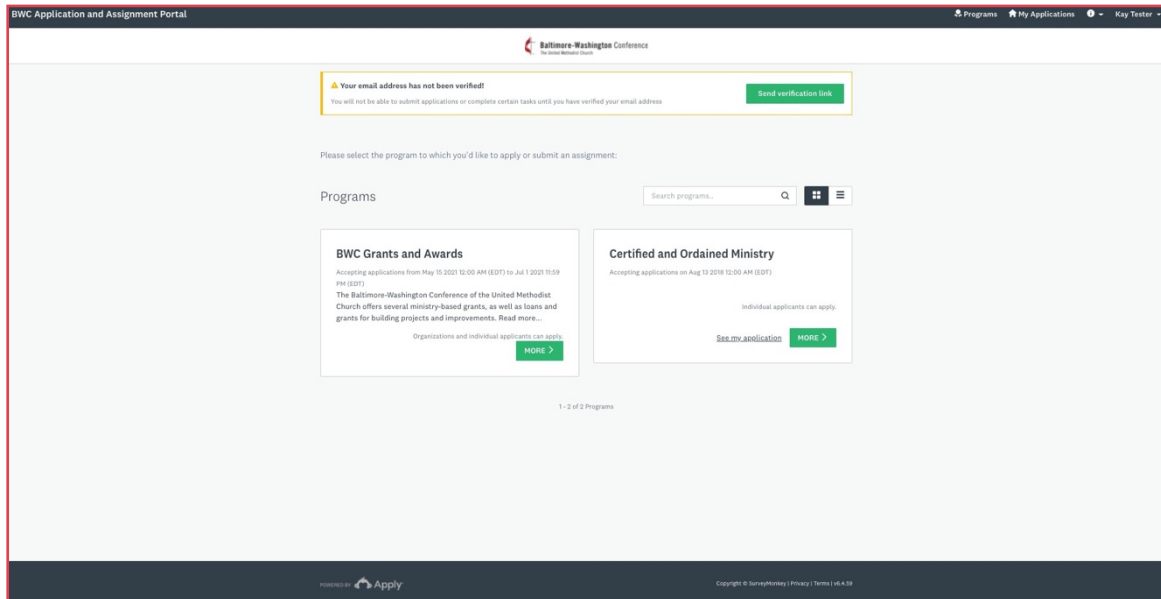 BWC Application and Assignment Portal
Programs My Applications Kay Tester
Baltimore-Washington Conference
The United Methodist Church
Your email address has not been verified!
You will not be able to submit applications or complete certain tasks until you have verified your email address
Send verification link
Please select the program to which you'd like to apply or submit an assignment:
Programs
Search programs...
BWC Grants and Awards
Accepting applications from May 15 2021 12:00 AM (EDT) to Jul 1 2021 11:59
PM (EDT)
The Baltimore-Washington Conference of the United Methodist
Church offers several ministry-based grants, as well as loans and
grants for building projects and improvements. Read more...
Organizations and individual applicants can apply.
MORE >
Certified and Ordained Ministry
Accepting applications on Aug 13 2018 12:00 AM (EDT)
Individual applicants can apply.
See my application MORE >
1 - 2 of 2 Programs
POWERED BY Apply
Copyright © SurveyMonkey | Privacy | Terms | v6.4.59